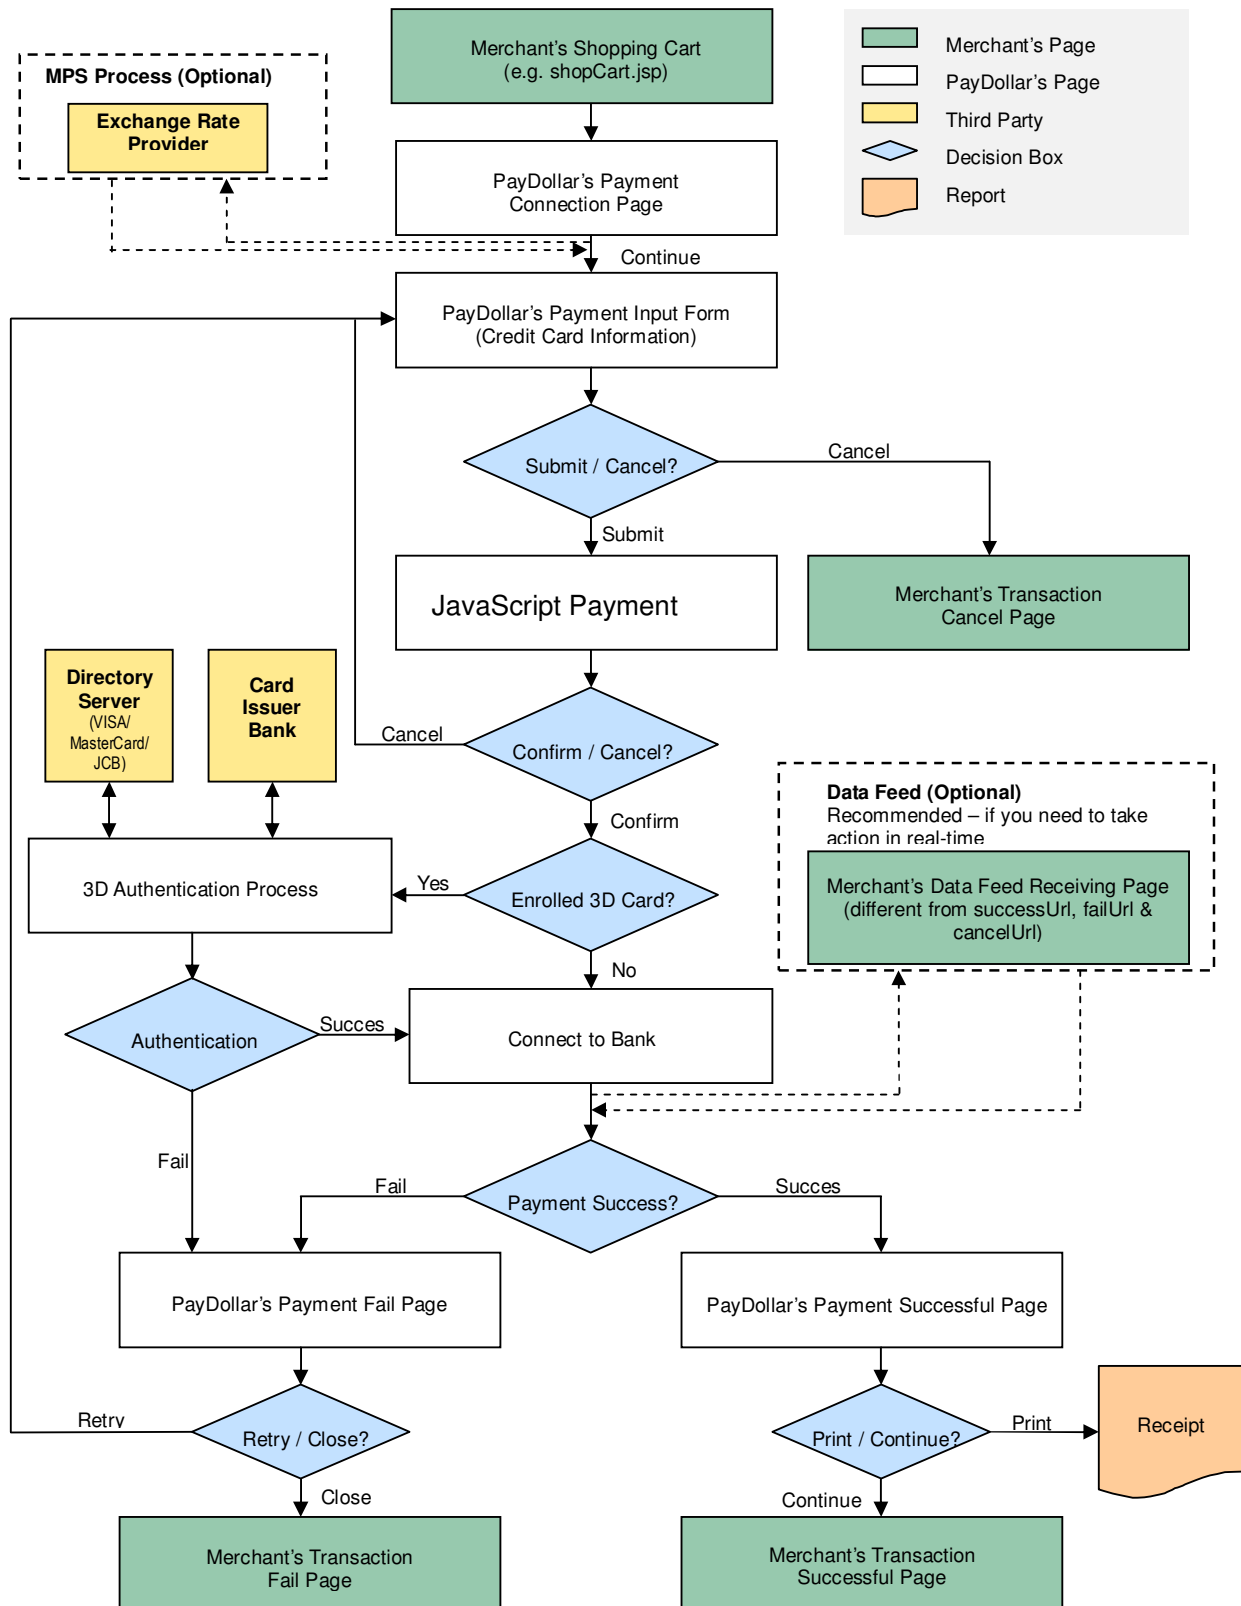 Merchant's Shopping Cart
(e.g. shopCart.jsp)
Merchant's Page
PayDollar's Page
Third Party
Decision Box
Report
MPS Process (Optional)
Exchange Rate
Provider
PayDollar's Payment
Connection Page
Continue
PayDollar's Payment Input Form
(Credit Card Information)
Submit / Cancel?
Cancel
Submit
JavaScript Payment
Merchant's Transaction
Cancel Page
Directory
Server
(VISA/
MasterCard/
JCB)
Card
Issuer
Bank
Cancel
Confirm / Cancel?
Confirm
Data Feed (Optional)
Recommended – if you need to take
action in real-time
Merchant's Data Feed Receiving Page
(different from successUrl, failUrl &
cancelUrl)
3D Authentication Process
Yes
Enrolled 3D Card?
No
Authentication
Succes
Connect to Bank
Fail
Fail
Payment Success?
Succes
PayDollar's Payment Fail Page
PayDollar's Payment Successful Page
Retry
Retry / Close?
Close
Print / Continue?
Print
Receipt
Continue
Merchant's Transaction
Fail Page
Merchant's Transaction
Successful Page